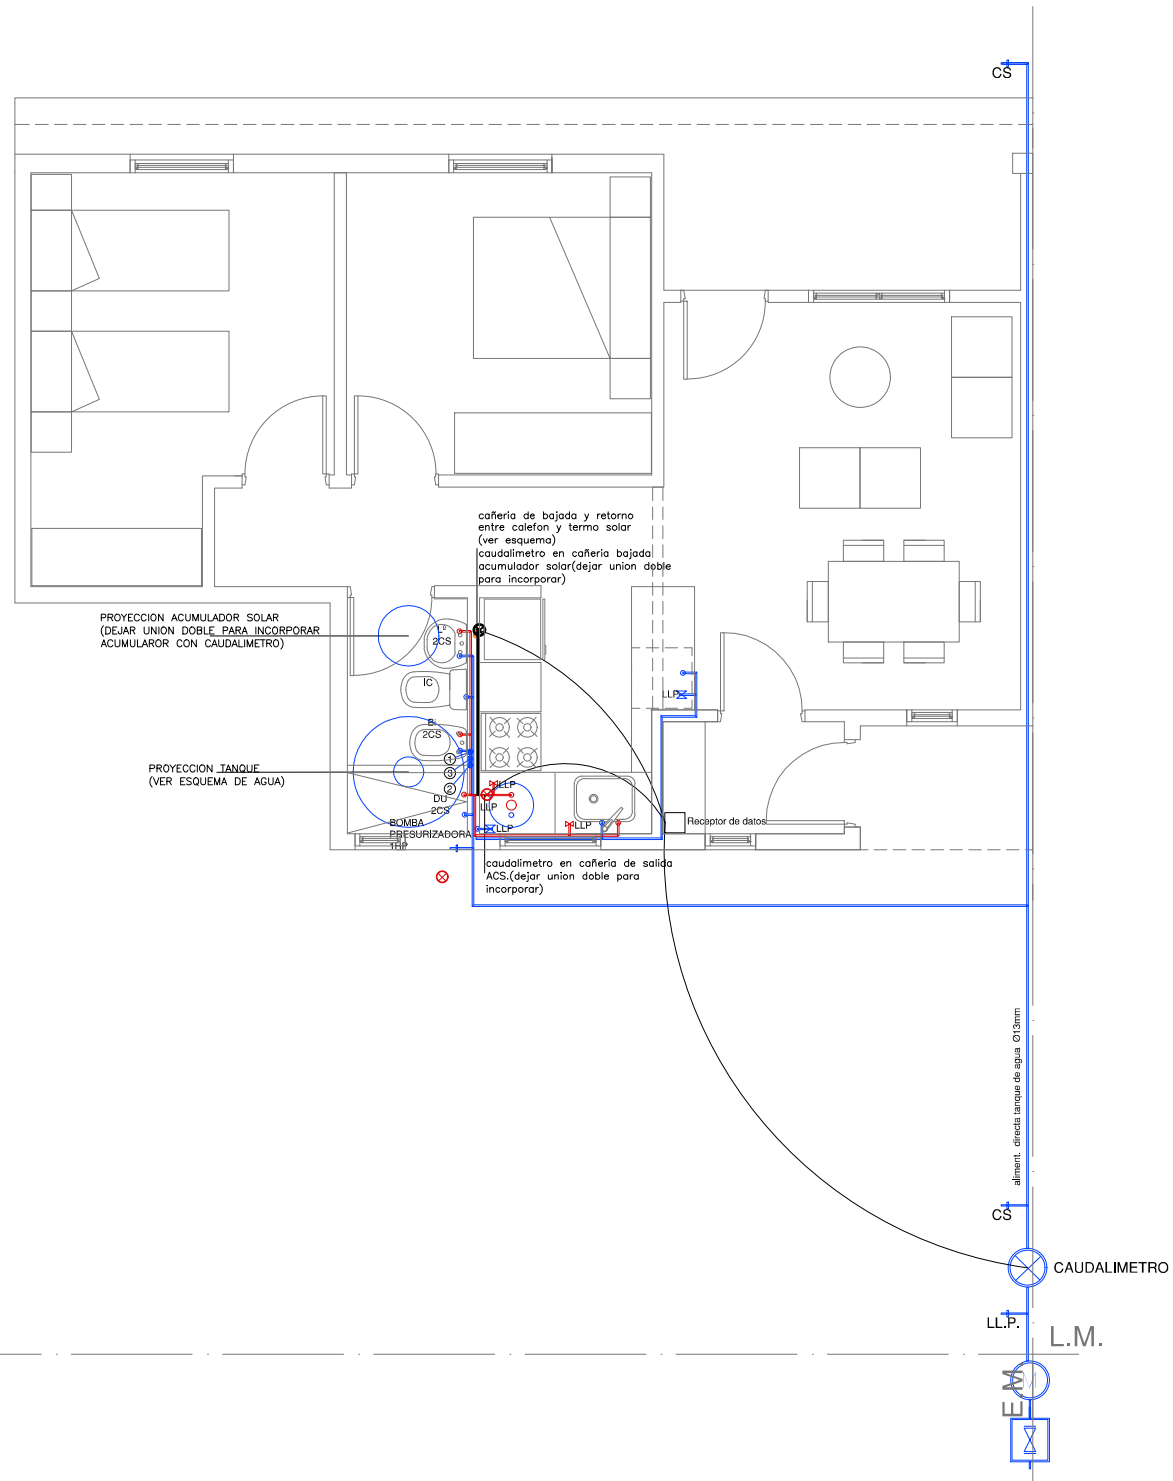 CS
cañeria de bajada y retorno
entre calefon y termo solar
(ver esquema)
caudalimetro en cañeria bajada
acumulador solar(dejar union doble
para incorporar)
PROYECCION ACUMULADOR SOLAR
(DEJAR UNION DOBLE PARA INCORPORAR
ACUMULAROR CON CAUDALIMETRO)
Lº
2CS
IC
LLP
Bi
2CS
1
3
2
PROYECCION TANQUE
(VER ESQUEMA DE AGUA)
LLP
DU
2CS
LLP
BOMBA
PRESURIZADORA
1HP
LLP
LLP
Receptor de datos
caudalimetro en cañeria de salida
ACS.(dejar union doble para
incorporar)
aliment. directa tanque de agua Ø13mm
CS
CAUDALIMETRO
LL.P.
L.M.
M
E.M.